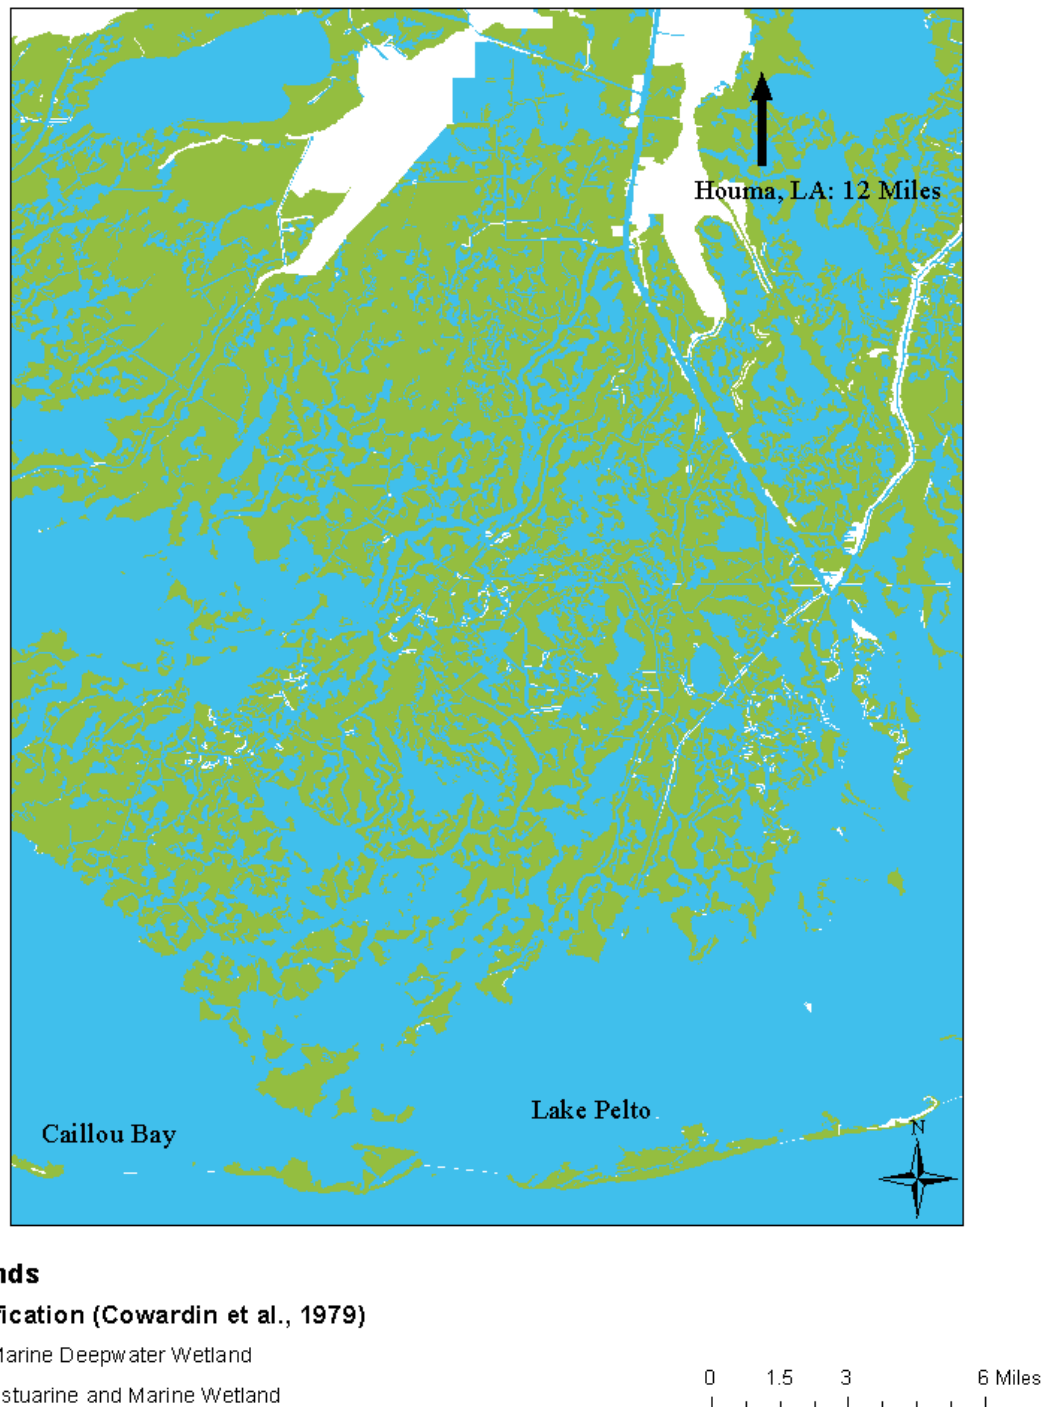 Houma, LA: 12 Miles
Lake Pelto
Caillou Bay
N
nds
fication (Cowardin et al., 1979)
Marine Deepwater Wetland
stuarine and Marine Wetland
0 1.5 3 6 Miles